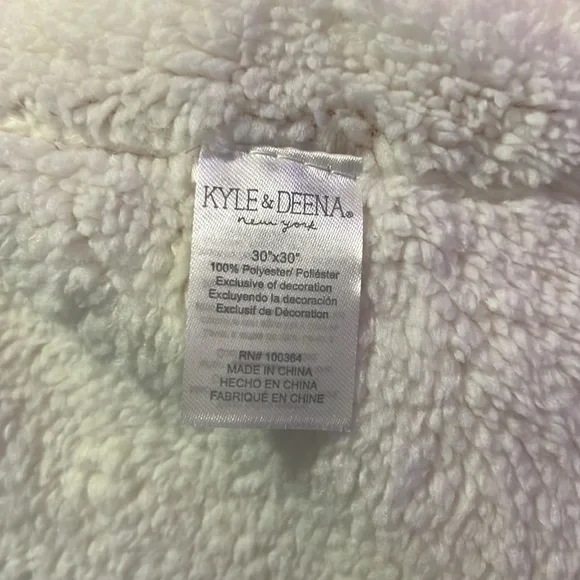 KYLE & DEENA®
new york
30"x30"
100% Polyester/ Poliéster
Exclusive of decoration
Excluyendo la decoración
Exclusif de Décoration
RN# 100364
MADE IN CHINA
HECHO EN CHINA
FABRIQUÉ EN CHINE